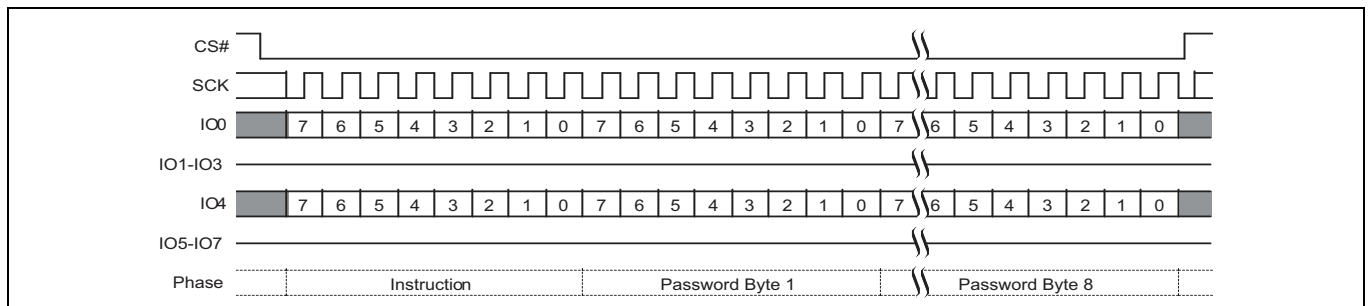 CS#
SCK
IO0 7 6 5 4 3 2 1 0 7 6 5 4 3 2 1 0 7 6 5 4 3 2 1 0
IO1-IO3
IO4 7 6 5 4 3 2 1 0 7 6 5 4 3 2 1 0 7 6 5 4 3 2 1 0
IO5-IO7
Phase Instruction Password Byte 1 Password Byte 8